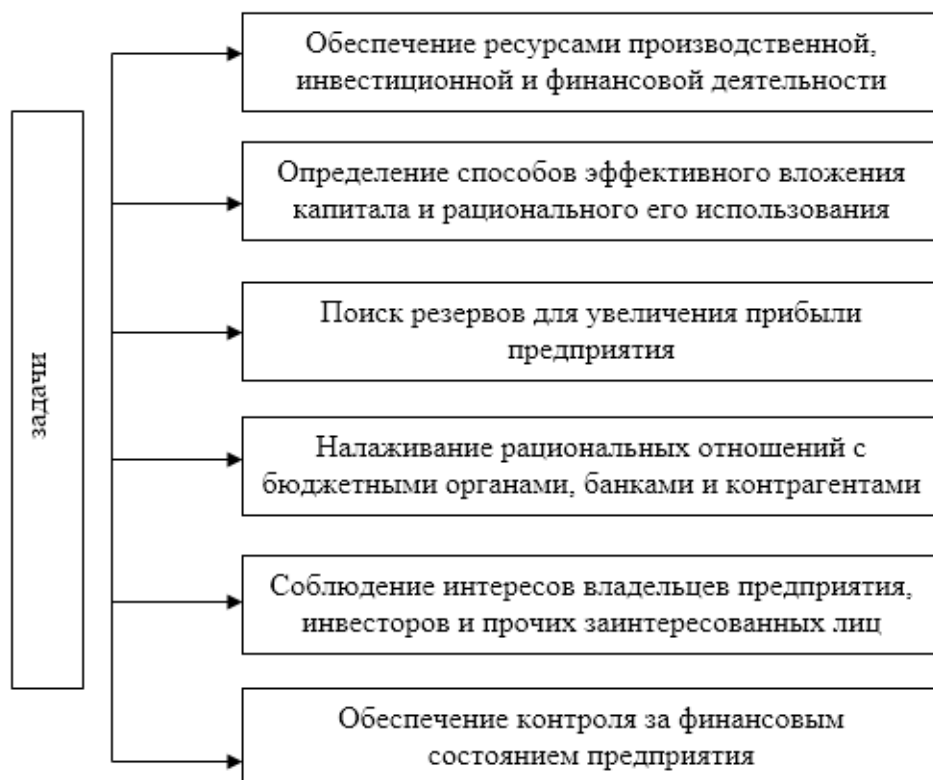 задачи
Обеспечение ресурсами производственной,
инвестиционной и финансовой деятельности
Определение способов эффективного вложения
капитала и рационального его использования
Поиск резервов для увеличения прибыли
предприятия
Налаживание рациональных отношений с
бюджетными органами, банками и контрагентами
Соблюдение интересов владельцев предприятия,
инвесторов и прочих заинтересованных лиц
Обеспечение контроля за финансовым
состоянием предприятия